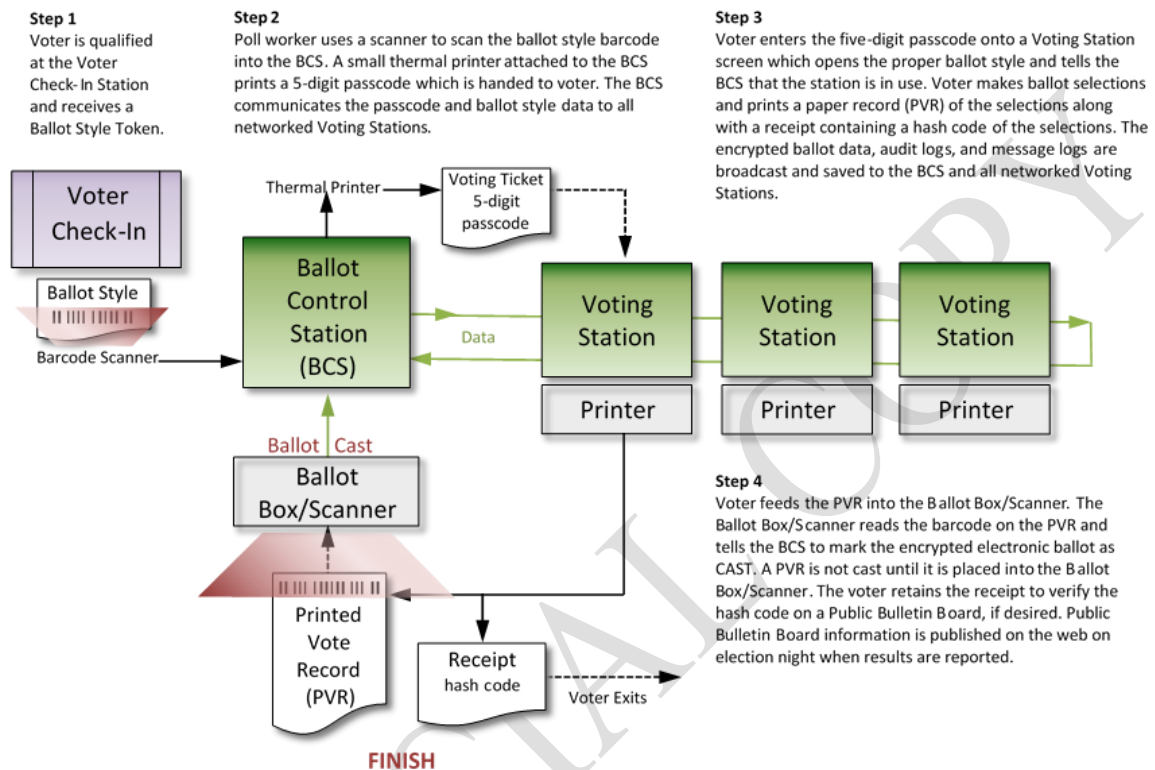 Step 1
Voter is qualified
at the Voter
Check-In Station
and receives a
Ballot Style Token.
Step 2
Poll worker uses a scanner to scan the ballot style barcode
into the BCS. A small thermal printer attached to the BCS
prints a 5-digit passcode which is handed to voter. The BCS
communicates the passcode and ballot style data to all
networked Voting Stations.
Step 3
Voter enters the five-digit passcode onto a Voting Station
screen which opens the proper ballot style and tells the
BCS that the station is in use. Voter makes ballot selections
and prints a paper record (PVR) of the selections along
with a receipt containing a hash code of the selections. The
encrypted ballot data, audit logs, and message logs are
broadcast and saved to the BCS and all networked Voting
Stations.
Voter
Check-In
Ballot Style
Barcode Scanner
Thermal Printer
Voting Ticket
5-digit
passcode
Ballot
Control
Station
(BCS)
Data
Voting
Station
Voting
Station
Voting
Station
Printer
Printer
Printer
Ballot Cast
Ballot
Box/Scanner
Printed
Vote
Record
(PVR)
Receipt
hash code
Voter Exits
FINISH
Step 4
Voter feeds the PVR into the Ballot Box/Scanner. The
Ballot Box/Scanner reads the barcode on the PVR and
tells the BCS to mark the encrypted electronic ballot as
CAST. A PVR is not cast until it is placed into the Ballot
Box/Scanner. The voter retains the receipt to verify the
hash code on a Public Bulletin Board, if desired. Public
Bulletin Board information is published on the web on
election night when results are reported.
COPY